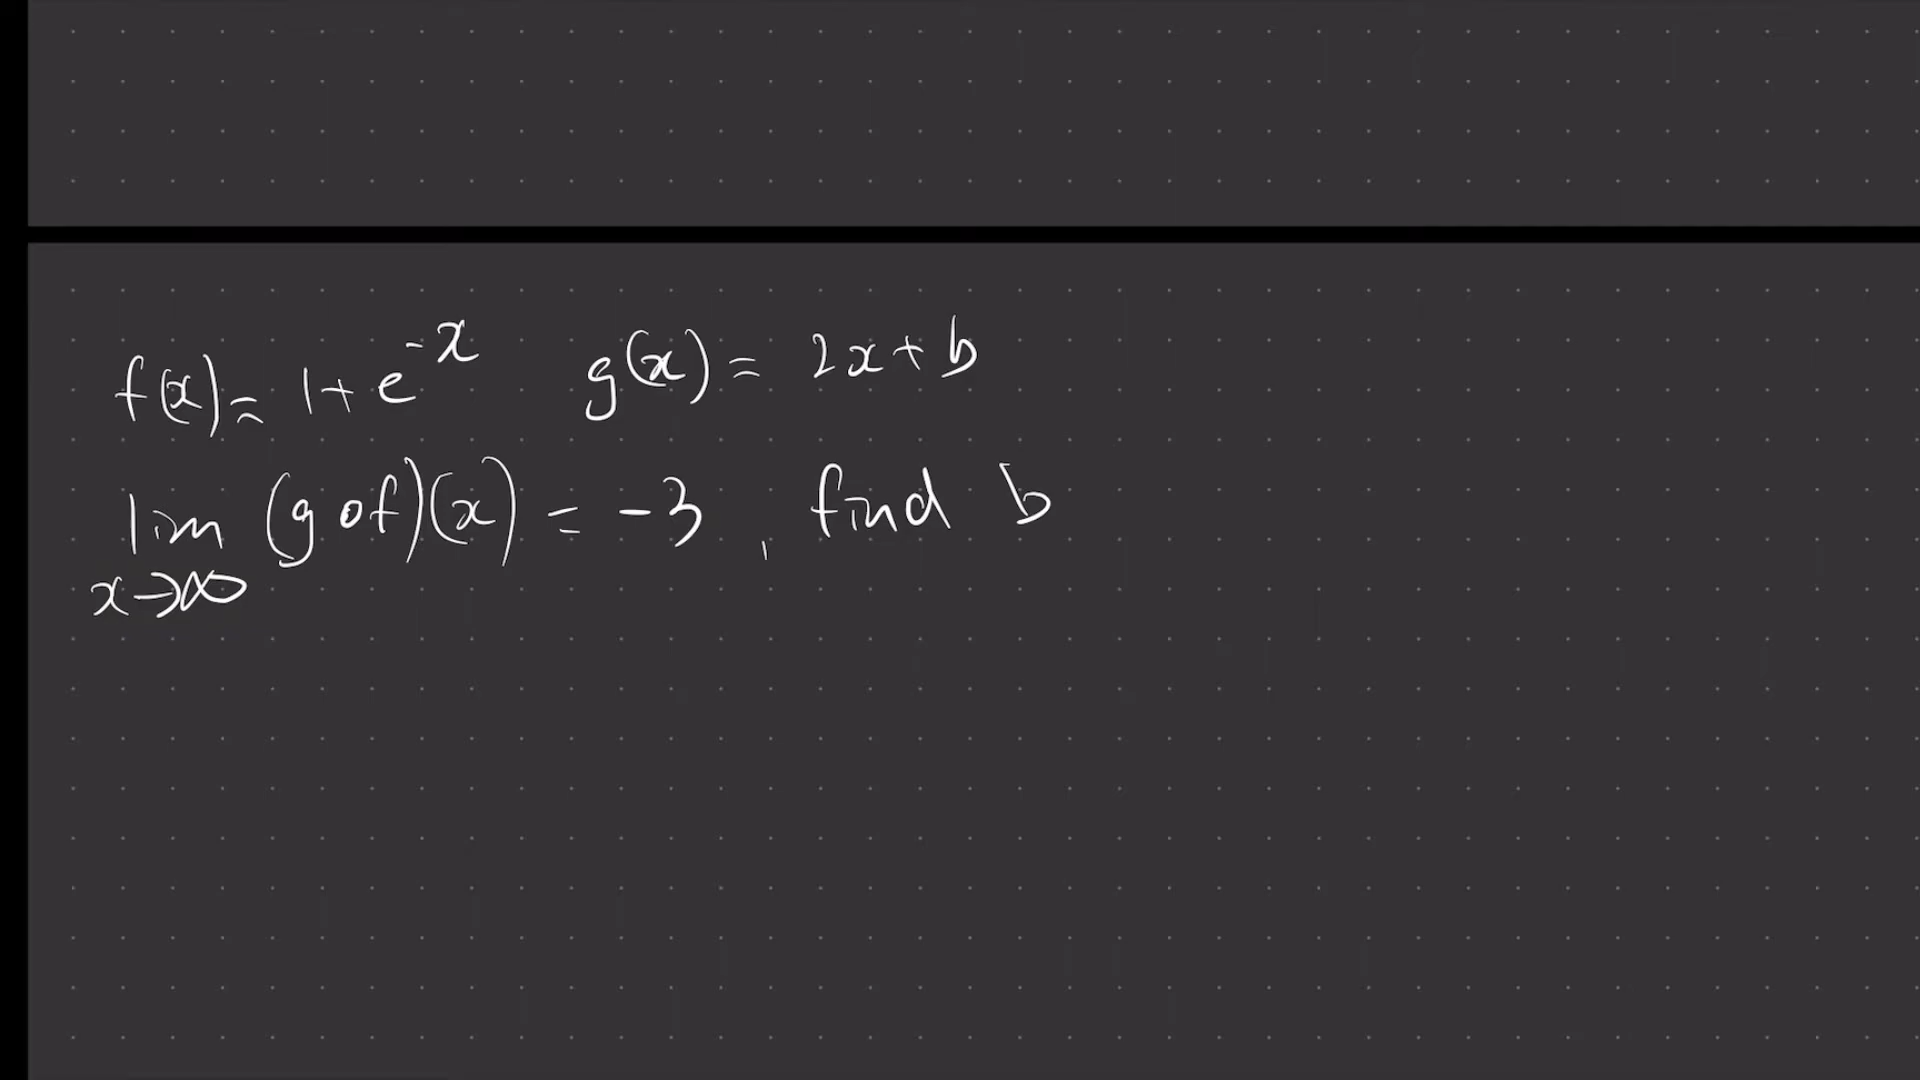 f(x) = 1 + e^{-x} g(x) = 2x + b
lim (g o f)(x) = -3 , find b
x→∞